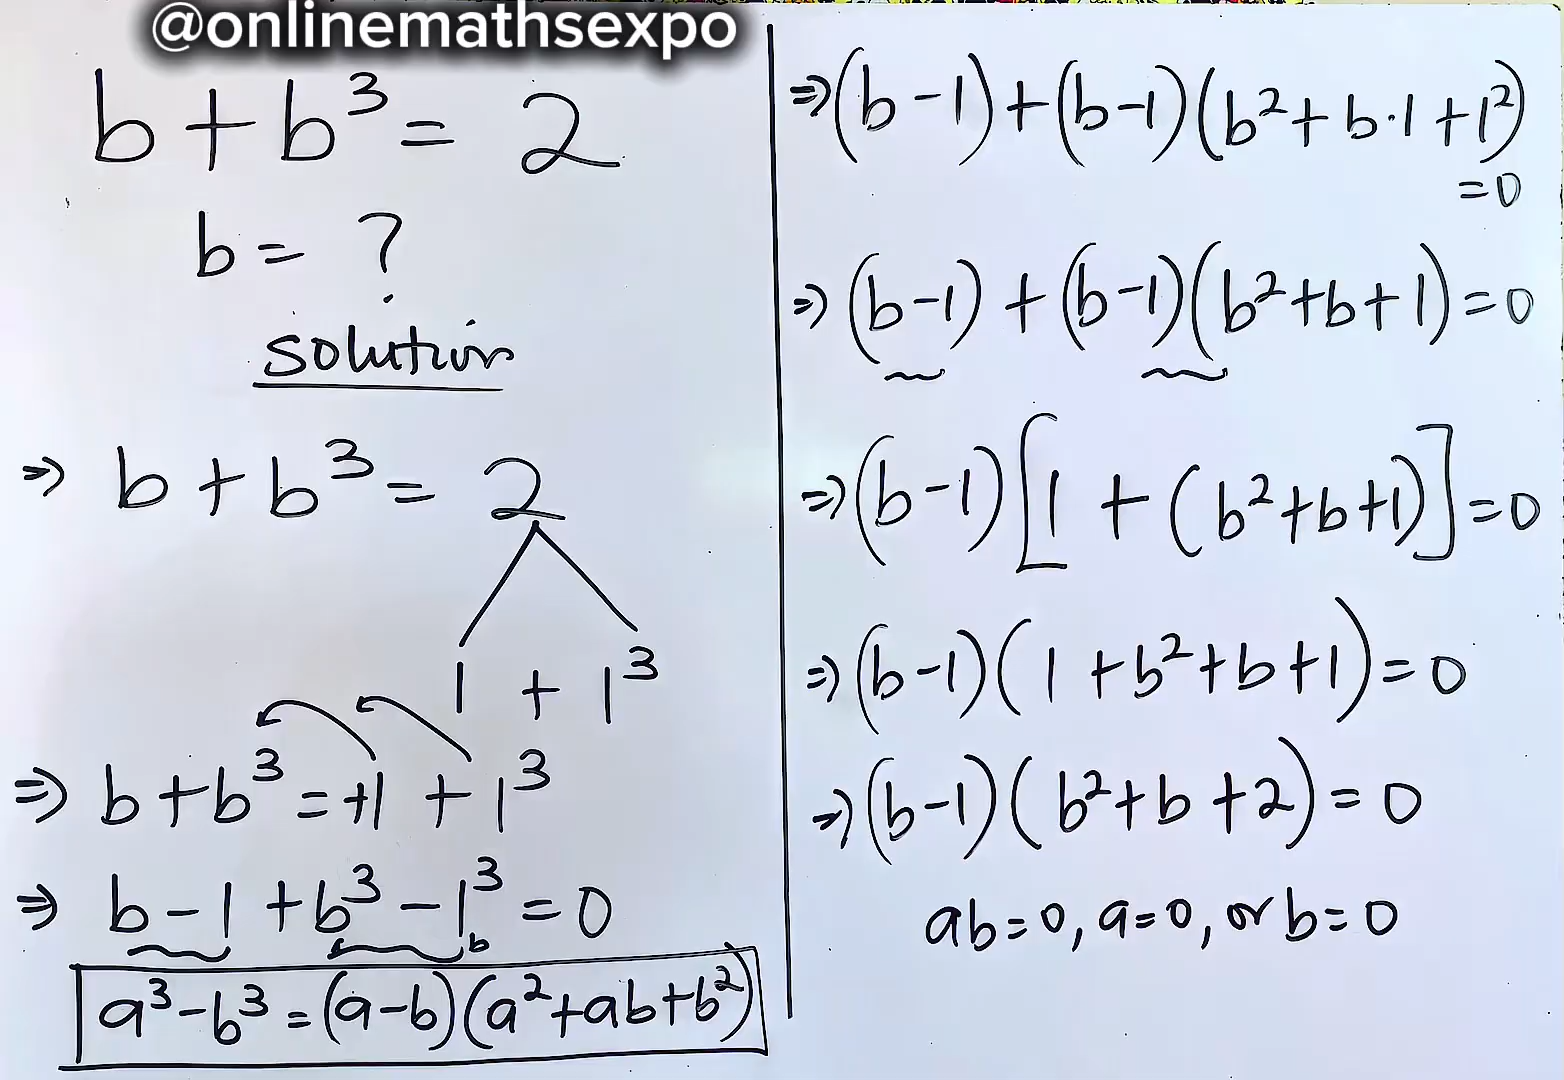 @onlinemathsexpo
b + b³ = 2
b = ?
solution
⇒ b + b³ = 2
1 + 1³
⇒ b + b³ = +1 + 1³
⇒ b - 1 + b³ - 1³ = 0
b
a³ - b³ = (a - b)(a² + ab + b²)
⇒ (b - 1) + (b - 1)(b² + b·1 + 1²)
= 0
⇒ (b - 1) + (b - 1)(b² + b + 1) = 0
⇒ (b - 1)[1 + (b² + b + 1)] = 0
⇒ (b - 1)(1 + b² + b + 1) = 0
⇒ (b - 1)(b² + b + 2) = 0
ab = 0, a = 0, or b = 0